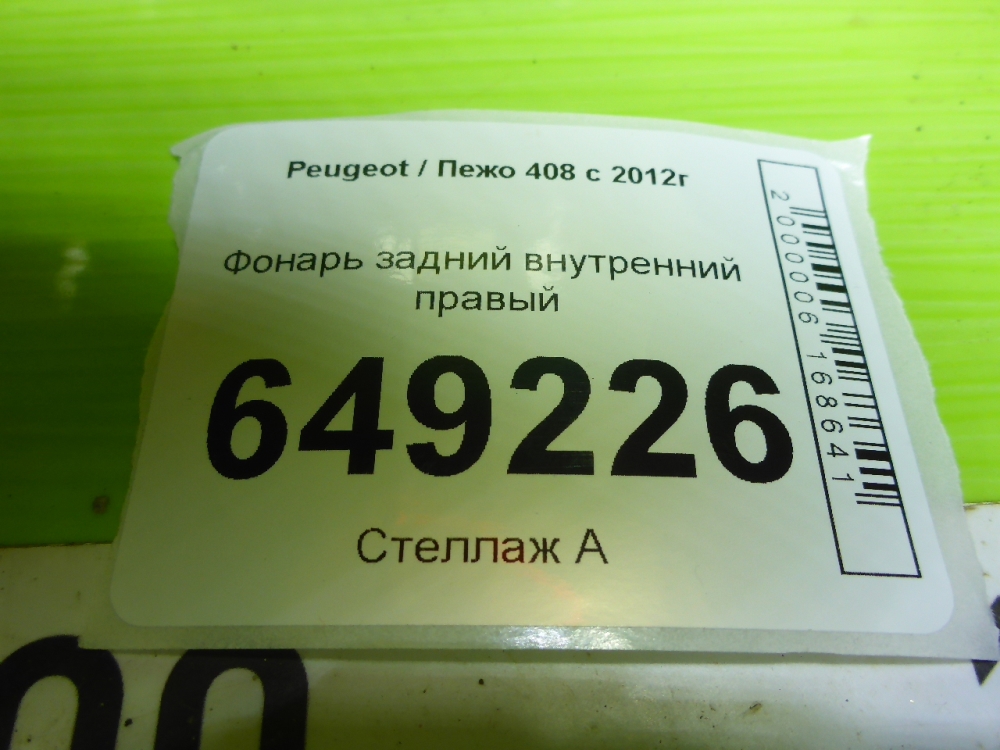 Peugeot / Пежо 408 с 2012г
Фонарь задний внутренний
правый
649226
Стеллаж А
2000006168641